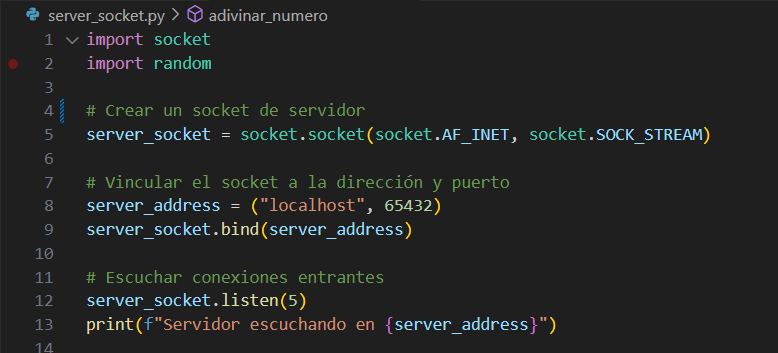 server_socket.py > adivinar_numero
1 import socket
2 import random
3
4 # Crear un socket de servidor
5 server_socket = socket.socket(socket.AF_INET, socket.SOCK_STREAM)
6
7 # Vincular el socket a la dirección y puerto
8 server_address = ("localhost", 65432)
9 server_socket.bind(server_address)
10
11 # Escuchar conexiones entrantes
12 server_socket.listen(5)
13 print(f"Servidor escuchando en {server_address}")
14